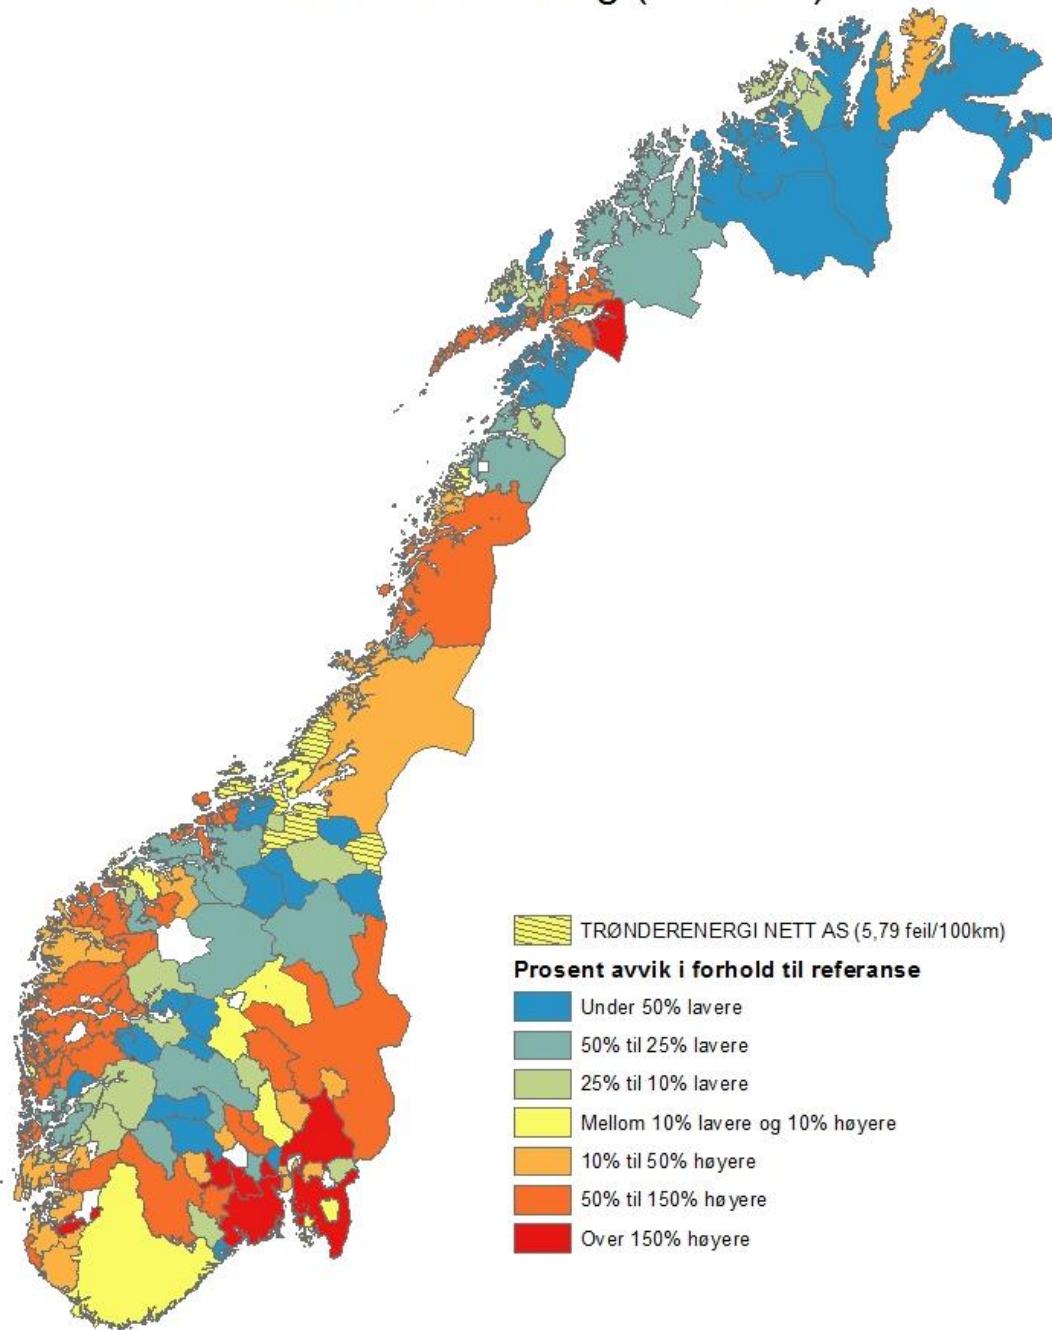 TRØNDERENERGI NETT AS (5,79 feil/100km)
Prosent avvik i forhold til referanse
Under 50% lavere
50% til 25% lavere
25% til 10% lavere
Mellom 10% lavere og 10% høyere
10% til 50% høyere
50% til 150% høyere
Over 150% høyere